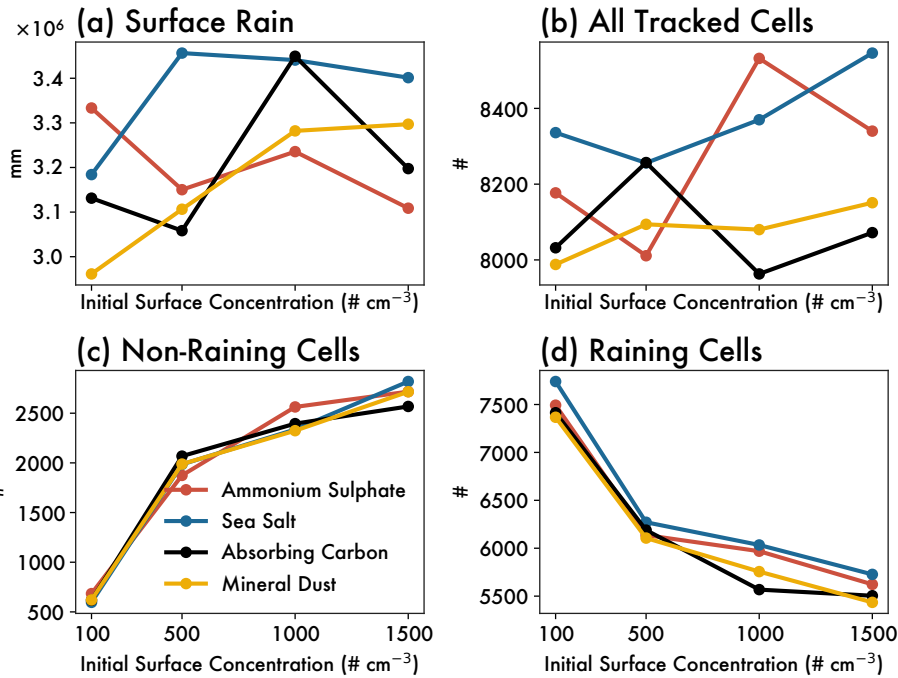 (a) Surface Rain
×10⁶
3.4
3.3
3.2
3.1
3.0
mm
Initial Surface Concentration (# cm⁻³)
(b) All Tracked Cells
8400
8200
8000
#
Initial Surface Concentration (# cm⁻³)
(c) Non-Raining Cells
2500
2000
1500
1000
500
Ammonium Sulphate
Sea Salt
Absorbing Carbon
Mineral Dust
100 500 1000 1500
Initial Surface Concentration (# cm⁻³)
(d) Raining Cells
7500
7000
6500
6000
5500
#
100 500 1000 1500
Initial Surface Concentration (# cm⁻³)